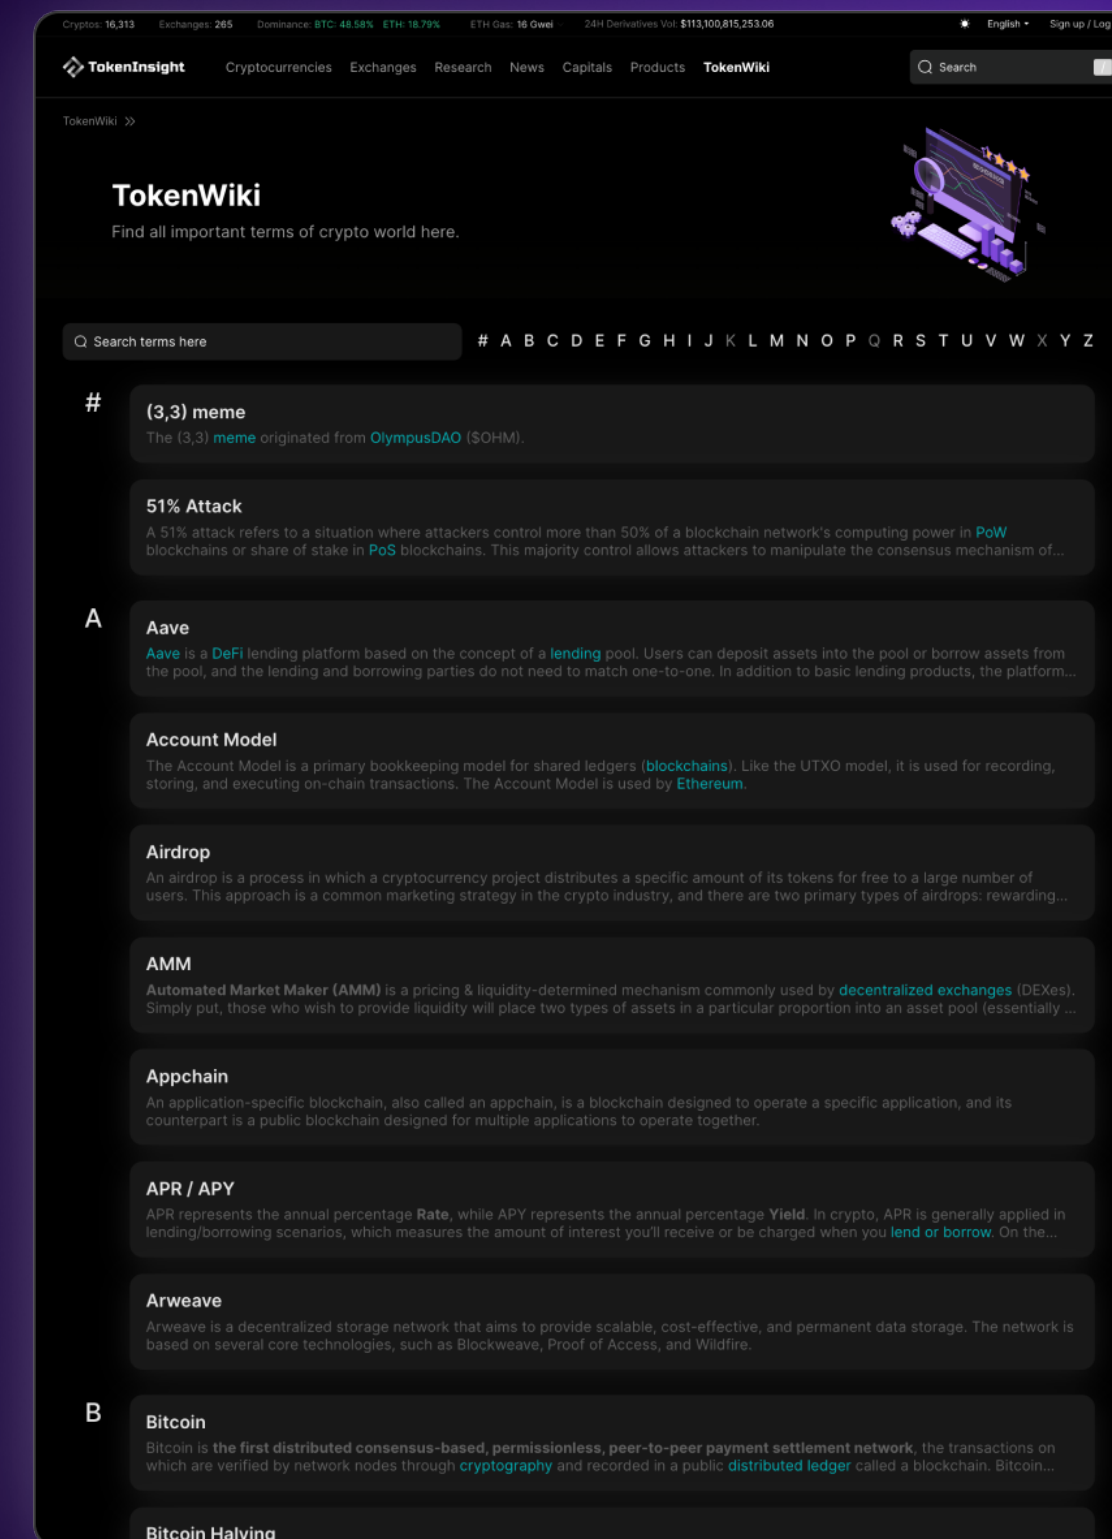 Cryptos: 16,313 Exchanges: 265 Dominance: BTC: 48.58% ETH: 18.79% ETH Gas: 16 Gwei 24H Derivatives Vol: $113,100,815,253.06 English Sign up / Log
TokenInsight Cryptocurrencies Exchanges Research News Capitals Products TokenWiki Search /
TokenWiki >>
TokenWiki
Find all important terms of crypto world here.
Search terms here # A B C D E F G H I J K L M N O P Q R S T U V W X Y Z
#
(3,3) meme
The (3,3) meme originated from OlympusDAO ($OHM).
51% Attack
A 51% attack refers to a situation where attackers control more than 50% of a blockchain network's computing power in PoW
blockchains or share of stake in PoS blockchains. This majority control allows attackers to manipulate the consensus mechanism of...
A
Aave
Aave is a DeFi lending platform based on the concept of a lending pool. Users can deposit assets into the pool or borrow assets from
the pool, and the lending and borrowing parties do not need to match one-to-one. In addition to basic lending products, the platform...
Account Model
The Account Model is a primary bookkeeping model for shared ledgers (blockchains). Like the UTXO model, it is used for recording,
storing, and executing on-chain transactions. The Account Model is used by Ethereum.
Airdrop
An airdrop is a process in which a cryptocurrency project distributes a specific amount of its tokens for free to a large number of
users. This approach is a common marketing strategy in the crypto industry, and there are two primary types of airdrops: rewarding...
AMM
Automated Market Maker (AMM) is a pricing & liquidity-determined mechanism commonly used by decentralized exchanges (DEXes).
Simply put, those who wish to provide liquidity will place two types of assets in a particular proportion into an asset pool (essentially ...
Appchain
An application-specific blockchain, also called an appchain, is a blockchain designed to operate a specific application, and its
counterpart is a public blockchain designed for multiple applications to operate together.
APR / APY
APR represents the annual percentage Rate, while APY represents the annual percentage Yield. In crypto, APR is generally applied in
lending/borrowing scenarios, which measures the amount of interest you'll receive or be charged when you lend or borrow. On the...
Arweave
Arweave is a decentralized storage network that aims to provide scalable, cost-effective, and permanent data storage. The network is
based on several core technologies, such as Blockweave, Proof of Access, and Wildfire.
B
Bitcoin
Bitcoin is the first distributed consensus-based, permissionless, peer-to-peer payment settlement network, the transactions on
which are verified by network nodes through cryptography and recorded in a public distributed ledger called a blockchain. Bitcoin...
Bitcoin Halving